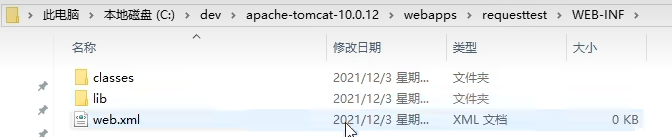 此电脑 › 本地磁盘 (C:) › dev › apache-tomcat-10.0.12 › webapps › requesttest › WEB-INF
名称 修改日期 类型 大小
classes 2021/12/3 星期... 文件夹
lib 2021/12/3 星期... 文件夹
web.xml 2021/12/3 星期... XML 文档 0 KB